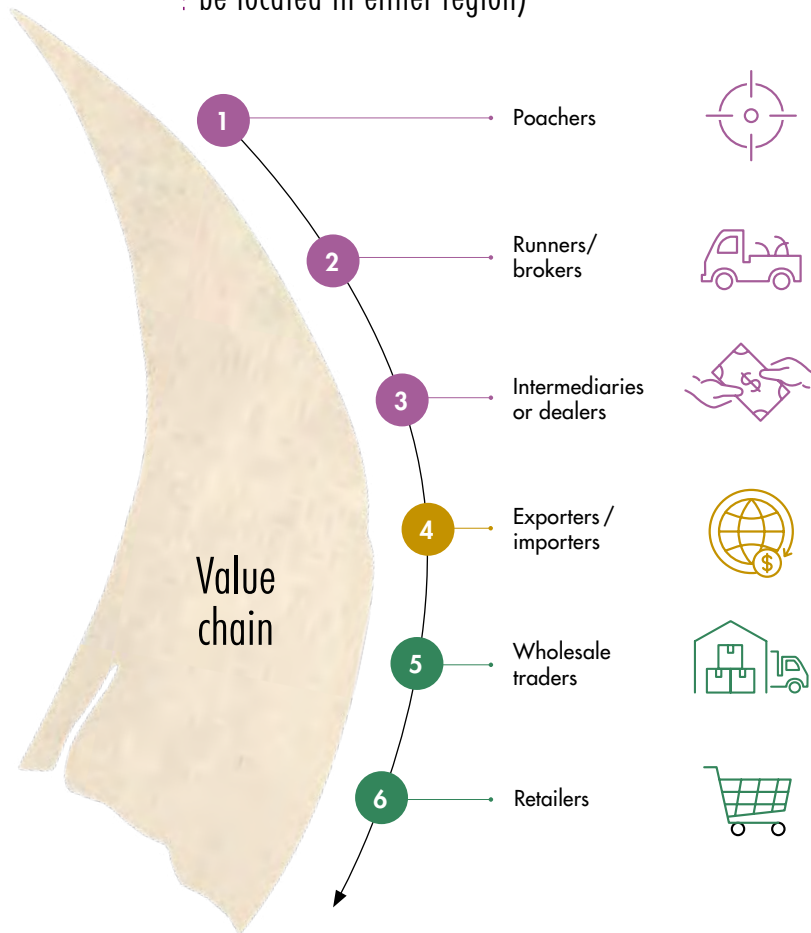 : be located in either region)
1
Poachers
2
Runners/
brokers
3
Intermediaries
or dealers
$
4
Exporters/
importers
$
Value
chain
5
Wholesale
traders
6
Retailers